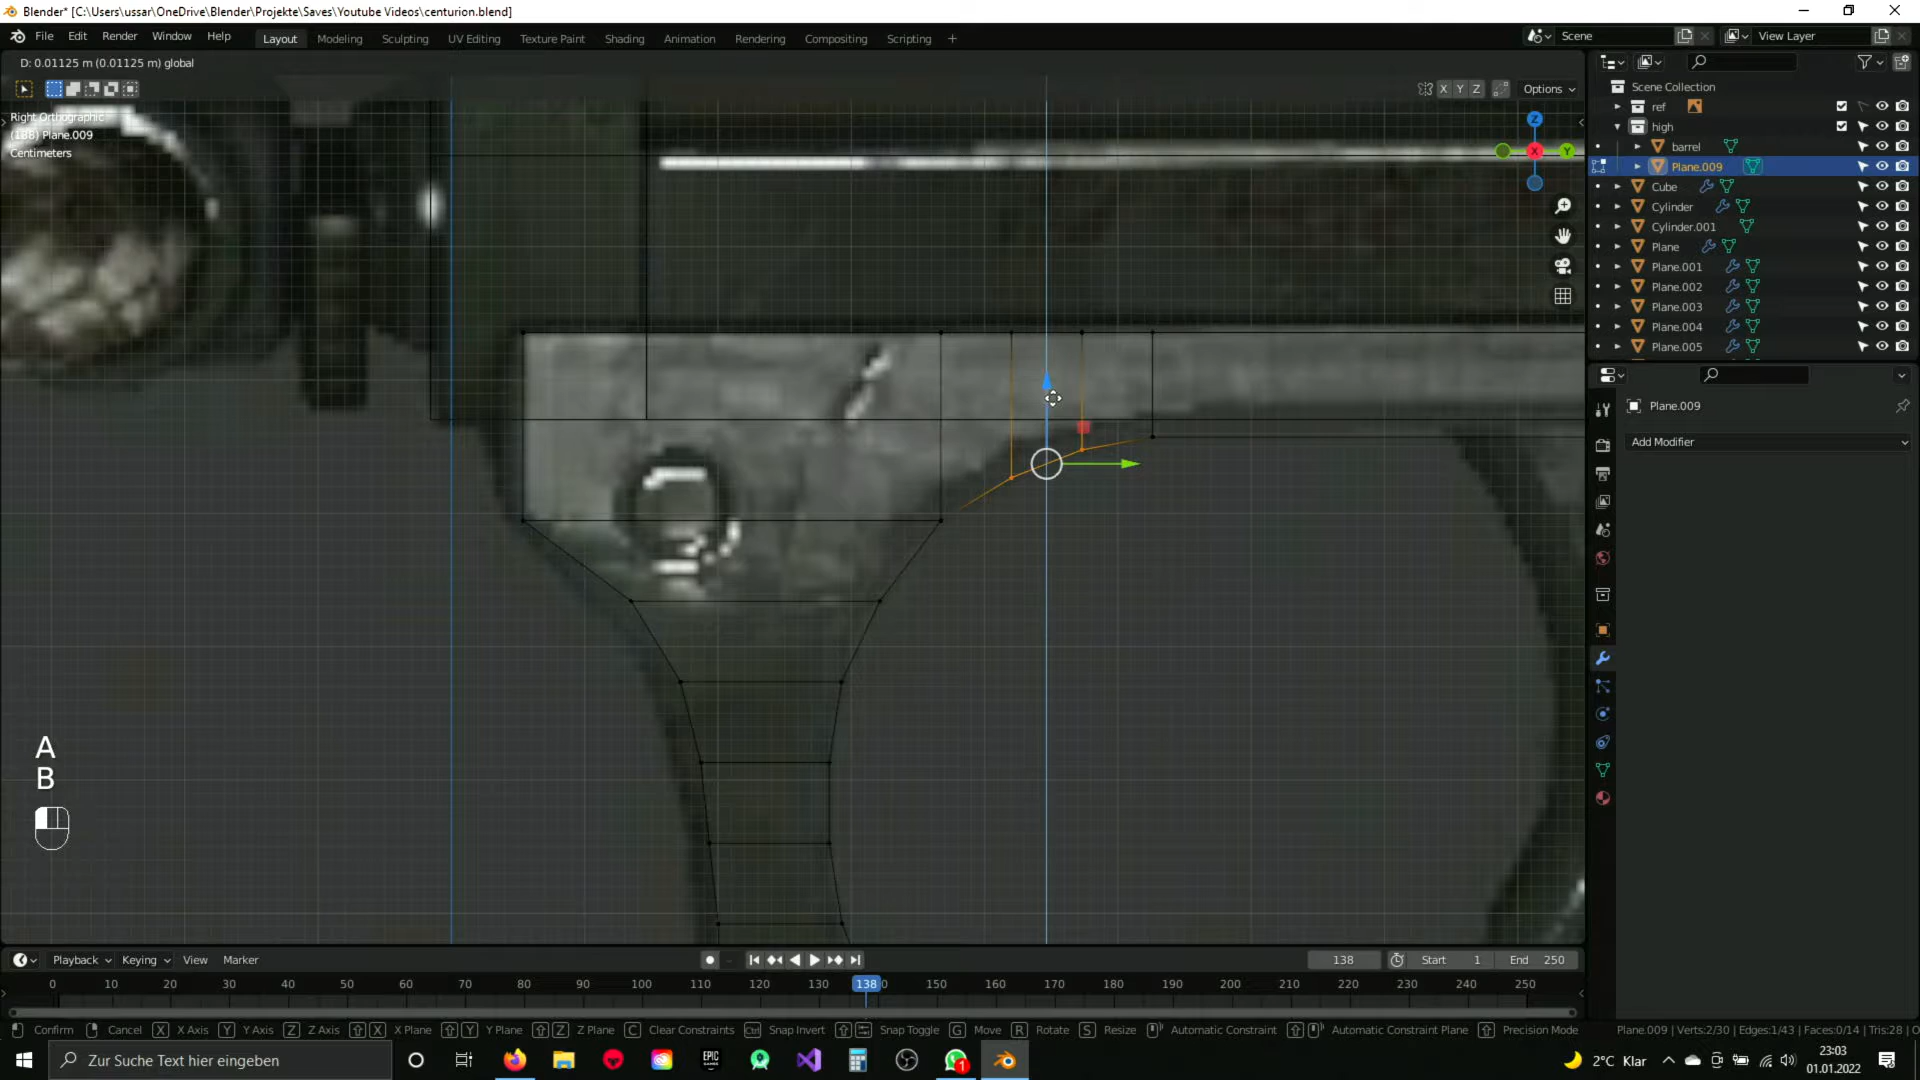 Blender* [C:\Users\ussar\OneDrive\Blender\Projekte\Saves\Youtube Videos\centurion.blend]
File Edit Render Window Help Layout Modeling Sculpting UV Editing Texture Paint Shading Animation Rendering Compositing Scripting + Scene View Layer
D: 0.01125 m (0.01125 m) global
X Y Z Options
Right Orthographic
(138) Plane.009
Centimeters
Z
X
Y
Scene Collection
ref
high
barrel
Plane.009
Cube
Cylinder
Cylinder.001
Plane
Plane.001
Plane.002
Plane.003
Plane.004
Plane.005
Plane.009
Add Modifier
A
B
Playback Keying View Marker 138 Start 1 End 250
0 10 20 30 40 50 60 70 80 90 100 110 120 130 138 150 160 170 180 190 200 210 220 230 240 250
Confirm Cancel X X Axis Y Y Axis Z Z Axis X X Plane Y Y Plane Z Z Plane C Clear Constraints Ctrl Snap Invert Snap Toggle G Move R Rotate S Resize Automatic Constraint Automatic Constraint Plane Precision Mode Plane.009 | Verts:2/30 | Edges:1/43 | Faces:0/14 | Tris:28 |
Zur Suche Text hier eingeben
EPIC GAMES
1
2°C Klar
23:03
01.01.2022